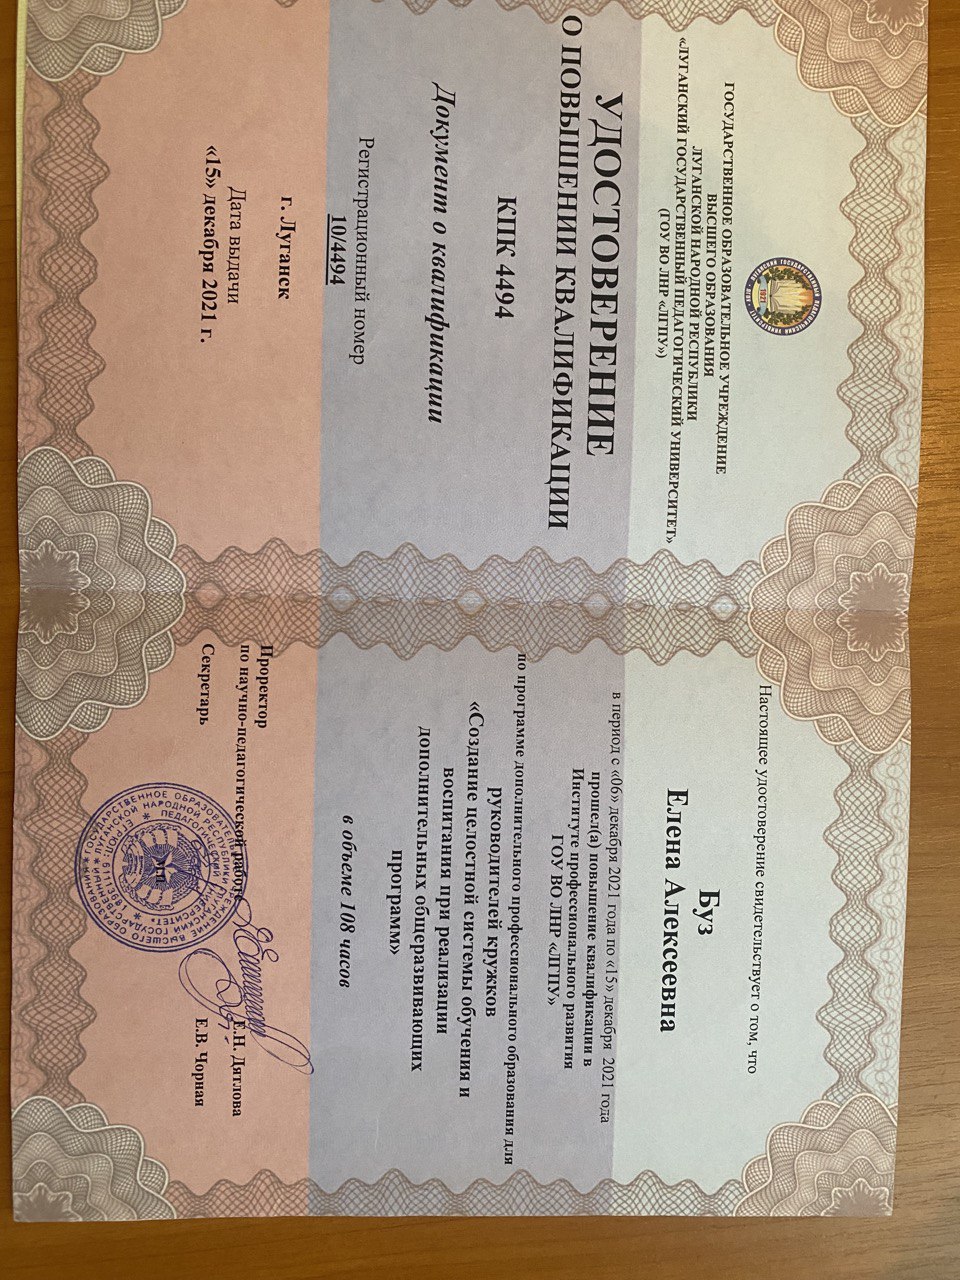 ГОСУДАРСТВЕННОЕ ОБРАЗОВАТЕЛЬНОЕ УЧРЕЖДЕНИЕ
ВЫСШЕГО ОБРАЗОВАНИЯ
ЛУГАНСКОЙ НАРОДНОЙ РЕСПУБЛИКИ
«ЛУГАНСКИЙ ГОСУДАРСТВЕННЫЙ ПЕДАГОГИЧЕСКИЙ УНИВЕРСИТЕТ»
(ГОУ ВО ЛНР «ЛГПУ»)
УДОСТОВЕРЕНИЕ
О ПОВЫШЕНИИ КВАЛИФИКАЦИИ
КПК 4494
Документ о квалификации
Регистрационный номер
10/4494
г. Луганск
Дата выдачи
«15» декабря 2021 г.
Настоящее удостоверение свидетельствует о том, что
Буз
Елена Алексеевна
в период с «06» декабря 2021 года по «15» декабря 2021 года
прошел(а) повышение квалификации в
Институте профессионального развития
ГОУ ВО ЛНР «ЛГПУ»
по программе дополнительного профессионального образования для
руководителей кружков
«Создание целостной системы обучения и
воспитания при реализации
дополнительных общеразвивающих
программ»
в объеме 108 часов
Проректор
по научно-педагогической работе Е.Н. Дятлова
Секретарь Е.В. Чорная
М.П.